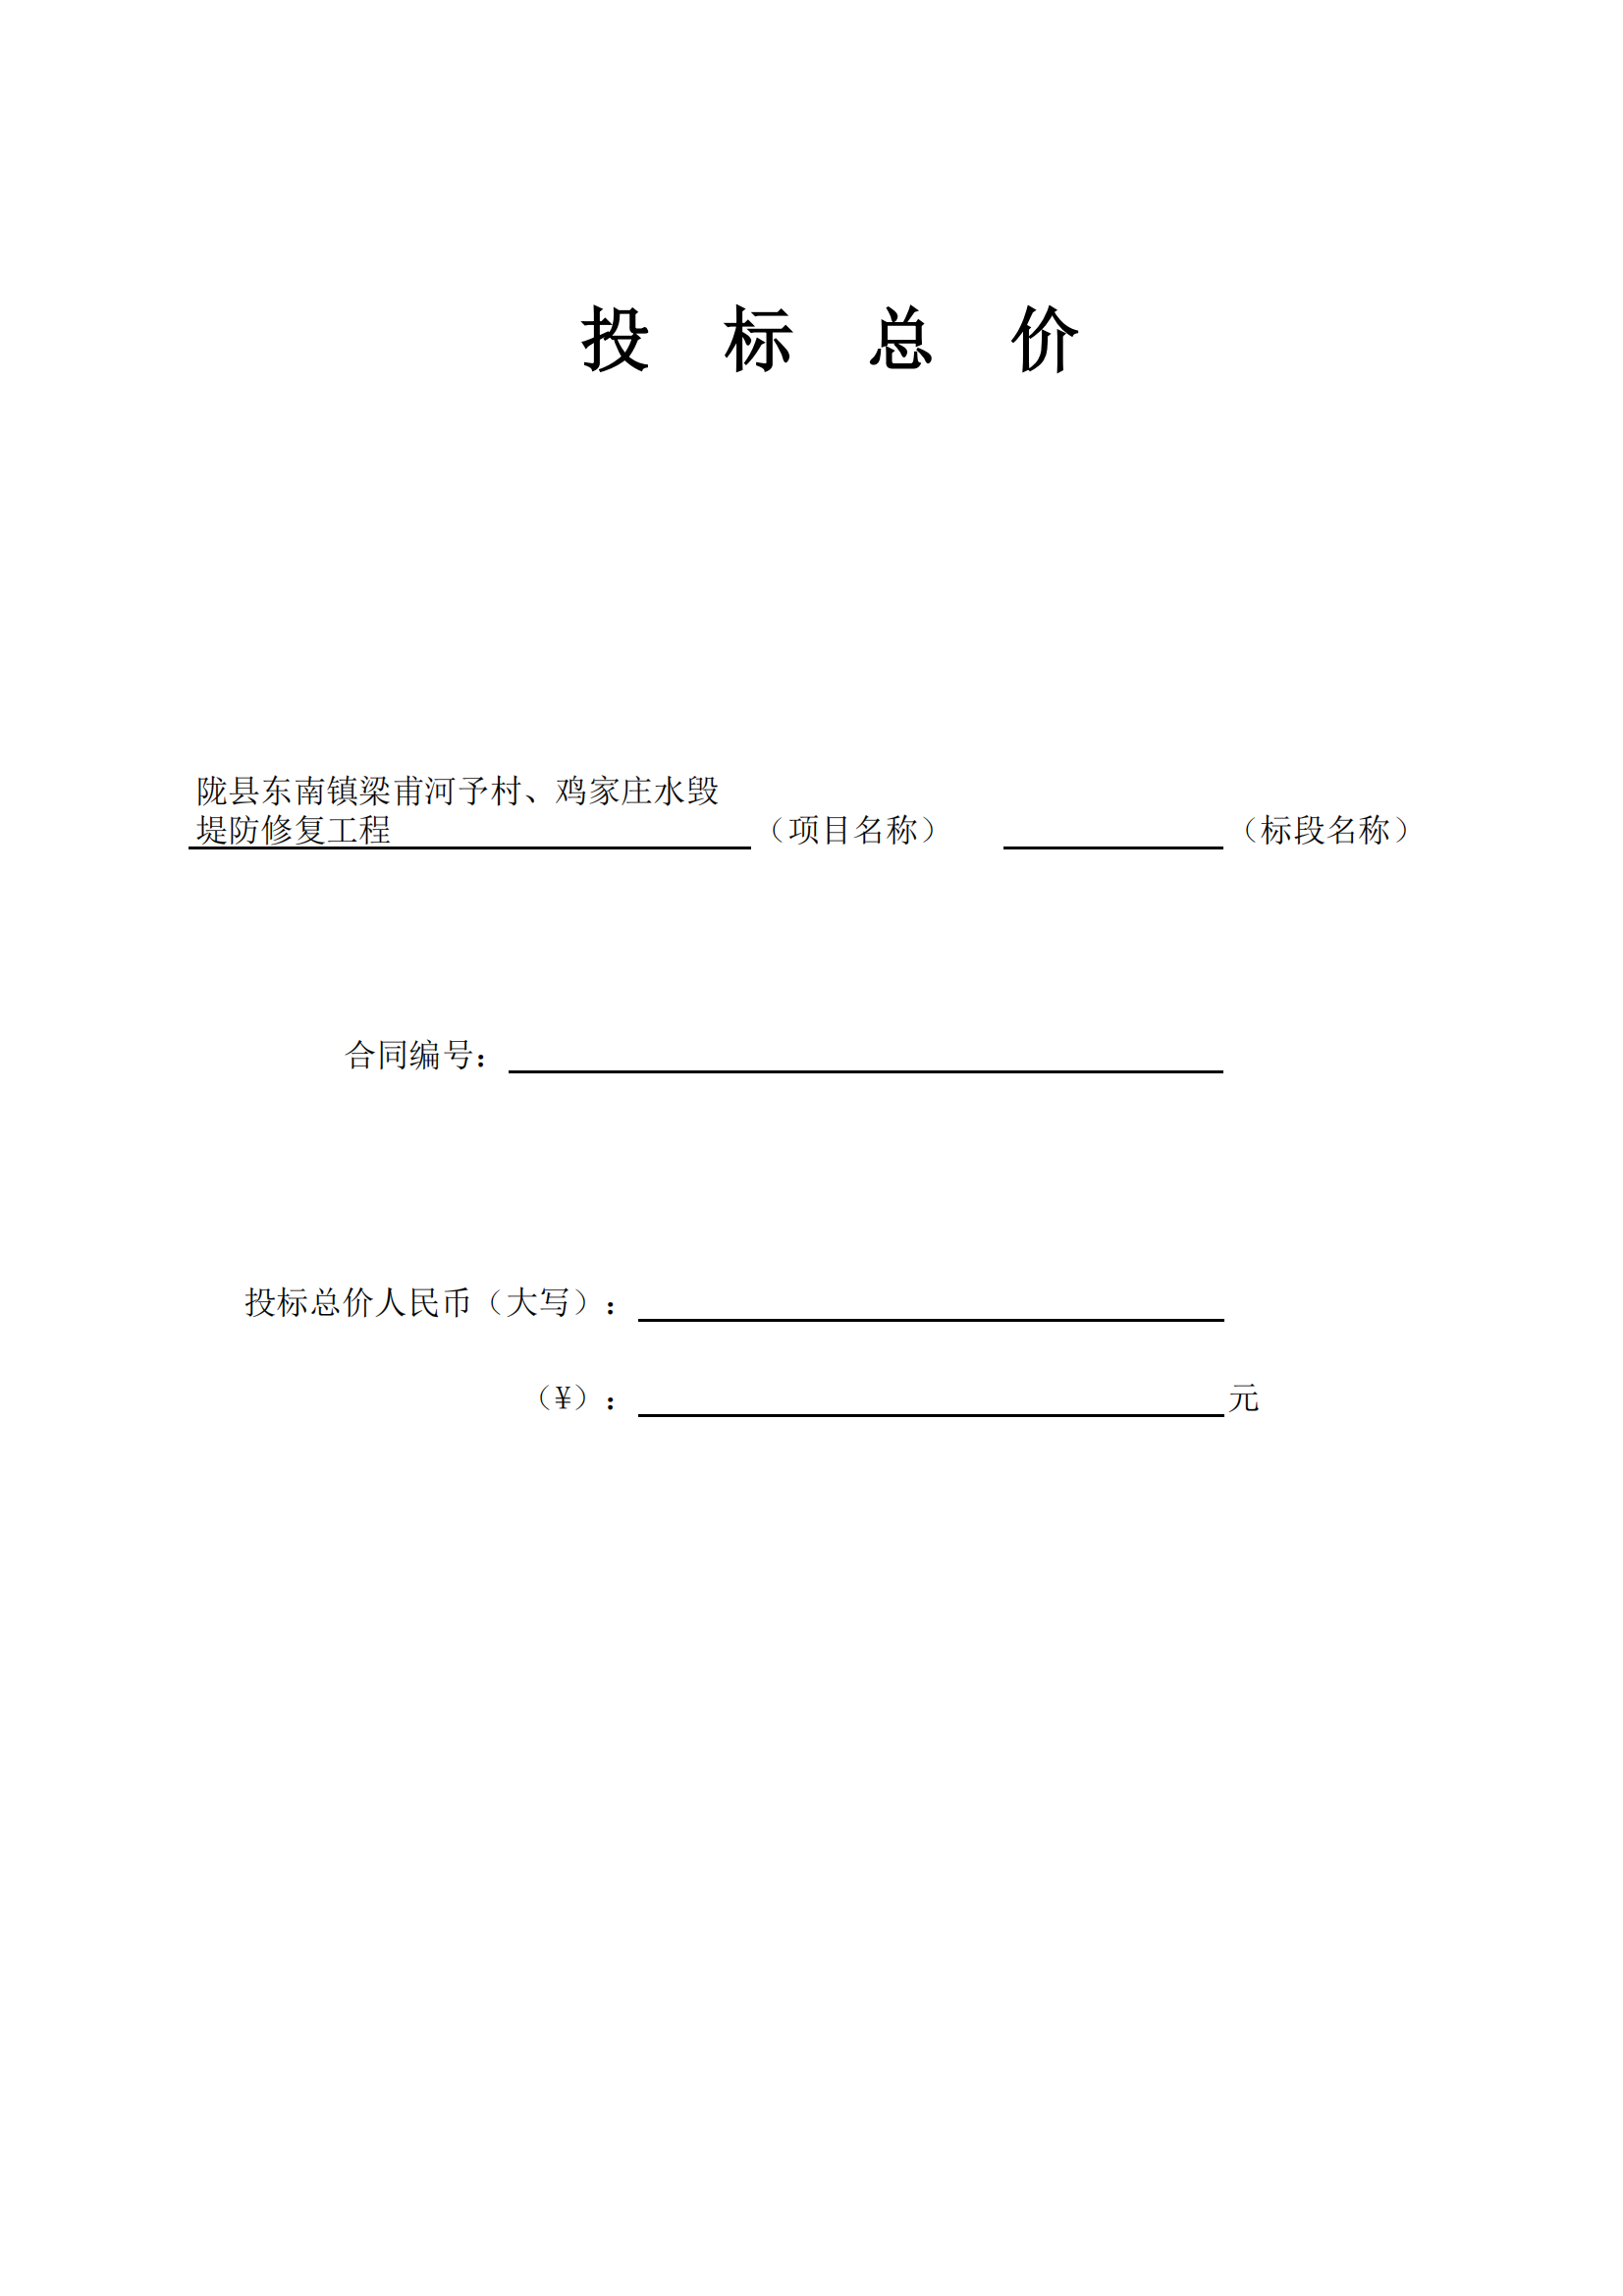 投 标 总 价
陇县东南镇梁甫河予村、鸡家庄水毁
堤防修复工程 （项目名称） （标段名称）
合同编号：
投标总价人民币（大写）：
（¥）： 元